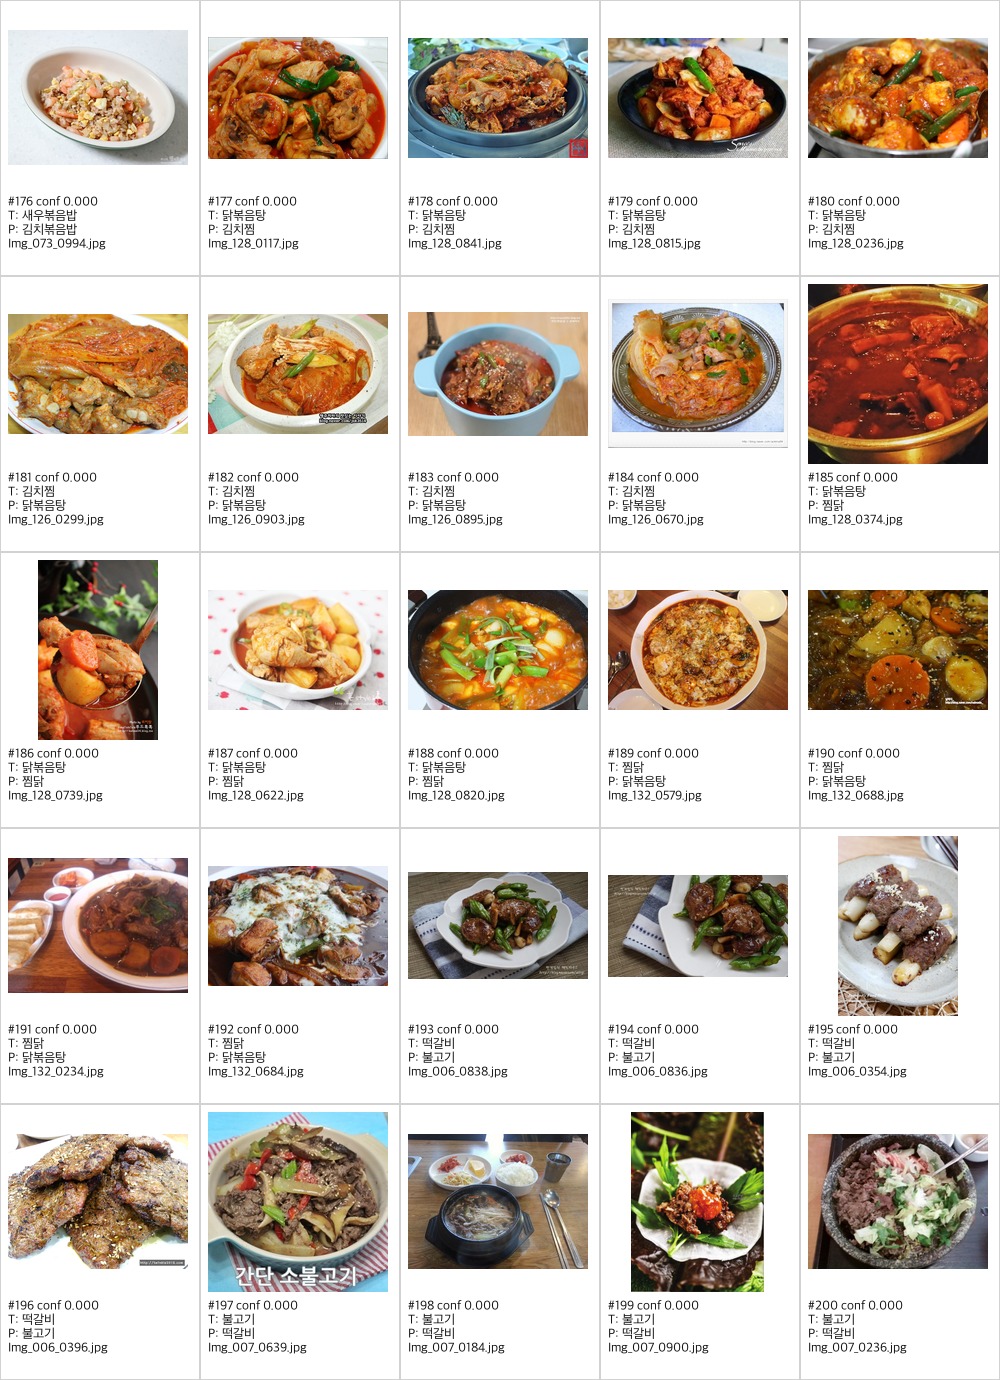 #176 conf 0.000
T: 새우볶음밥
P: 김치볶음밥
Img_073_0994.jpg
#177 conf 0.000
T: 닭볶음탕
P: 김치찜
Img_128_0117.jpg
#178 conf 0.000
T: 닭볶음탕
P: 김치찜
Img_128_0841.jpg
#179 conf 0.000
T: 닭볶음탕
P: 김치찜
Img_128_0815.jpg
#180 conf 0.000
T: 닭볶음탕
P: 김치찜
Img_128_0236.jpg
#181 conf 0.000
T: 김치찜
P: 닭볶음탕
Img_126_0299.jpg
#182 conf 0.000
T: 김치찜
P: 닭볶음탕
Img_126_0903.jpg
#183 conf 0.000
T: 김치찜
P: 닭볶음탕
Img_126_0895.jpg
#184 conf 0.000
T: 김치찜
P: 닭볶음탕
Img_126_0670.jpg
#185 conf 0.000
T: 닭볶음탕
P: 찜닭
Img_128_0374.jpg
#186 conf 0.000
T: 닭볶음탕
P: 찜닭
Img_128_0739.jpg
#187 conf 0.000
T: 닭볶음탕
P: 찜닭
Img_128_0622.jpg
#188 conf 0.000
T: 닭볶음탕
P: 찜닭
Img_128_0820.jpg
#189 conf 0.000
T: 찜닭
P: 닭볶음탕
Img_132_0579.jpg
#190 conf 0.000
T: 찜닭
P: 닭볶음탕
Img_132_0688.jpg
#191 conf 0.000
T: 찜닭
P: 닭볶음탕
Img_132_0234.jpg
#192 conf 0.000
T: 찜닭
P: 닭볶음탕
Img_132_0684.jpg
#193 conf 0.000
T: 떡갈비
P: 불고기
Img_006_0838.jpg
#194 conf 0.000
T: 떡갈비
P: 불고기
Img_006_0836.jpg
#195 conf 0.000
T: 떡갈비
P: 불고기
Img_006_0354.jpg
#196 conf 0.000
T: 떡갈비
P: 불고기
Img_006_0396.jpg
간단 소불고기
#197 conf 0.000
T: 불고기
P: 떡갈비
Img_007_0639.jpg
#198 conf 0.000
T: 불고기
P: 떡갈비
Img_007_0184.jpg
#199 conf 0.000
T: 불고기
P: 떡갈비
Img_007_0900.jpg
#200 conf 0.000
T: 불고기
P: 떡갈비
Img_007_0236.jpg